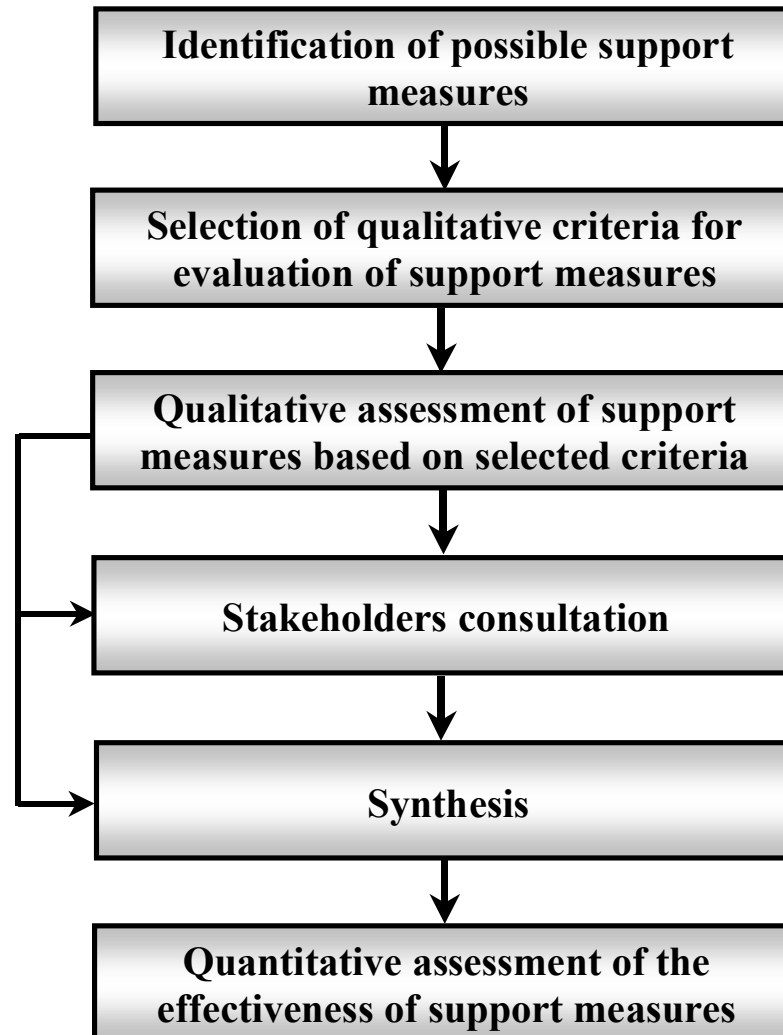 Identification of possible support
measures
Selection of qualitative criteria for
evaluation of support measures
Qualitative assessment of support
measures based on selected criteria
Stakeholders consultation
Synthesis
Quantitative assessment of the
effectiveness of support measures